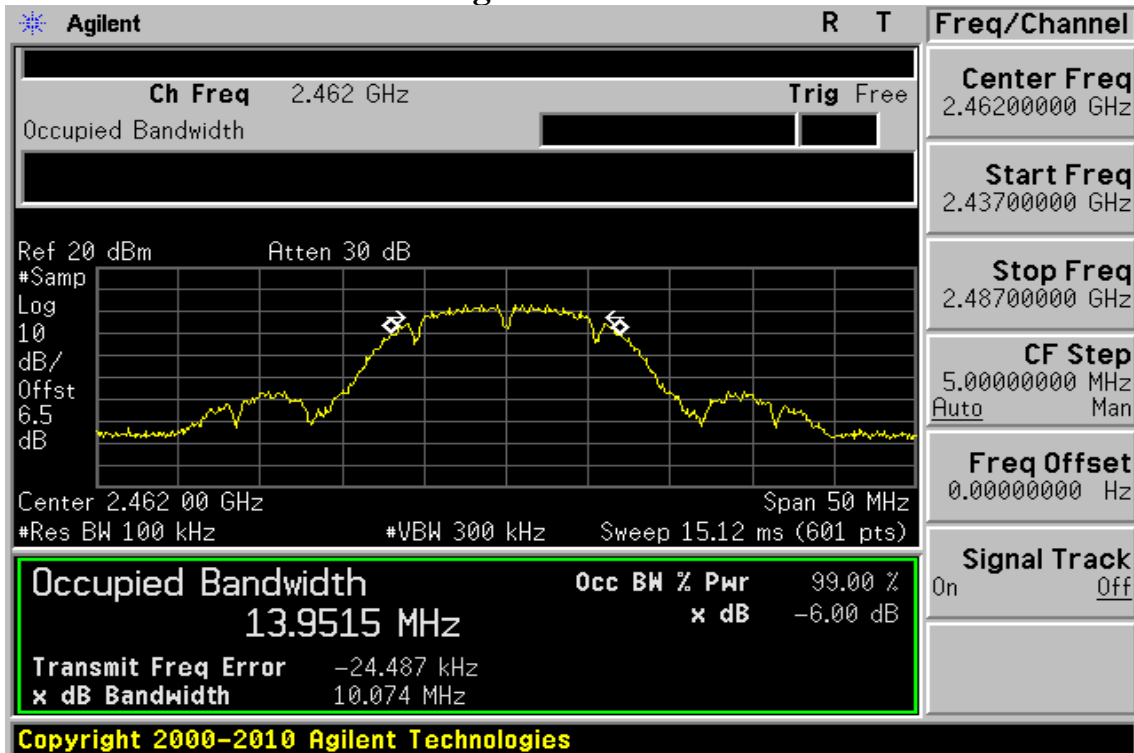 Agilent R T
Freq/Channel
Ch Freq 2.462 GHz Trig Free
Occupied Bandwidth
Center Freq
2.46200000 GHz
Start Freq
2.43700000 GHz
Stop Freq
2.48700000 GHz
CF Step
5.00000000 MHz
Auto Man
Freq Offset
0.00000000 Hz
Signal Track
On Off
Ref 20 dBm Atten 30 dB
#Samp
Log
10
dB/
Offst
6.5
dB
Center 2.462 00 GHz Span 50 MHz
#Res BW 100 kHz #VBW 300 kHz Sweep 15.12 ms (601 pts)
Occupied Bandwidth
13.9515 MHz
Occ BW % Pwr 99.00 %
x dB -6.00 dB
Transmit Freq Error -24.487 kHz
x dB Bandwidth 10.074 MHz
Copyright 2000-2010 Agilent Technologies